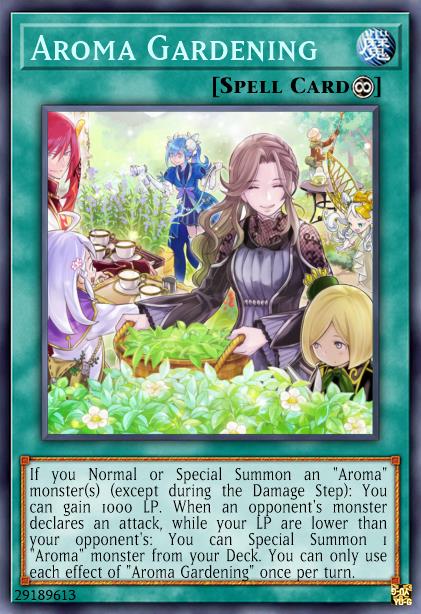 Aroma Gardening
[Spell Card]
If you Normal or Special Summon an "Aroma"
monster(s) (except during the Damage Step): You
can gain 1000 LP. When an opponent's monster
declares an attack, while your LP are lower than
your opponent's: You can Special Summon 1
"Aroma" monster from your Deck. You can only use
each effect of "Aroma Gardening" once per turn.
29189613